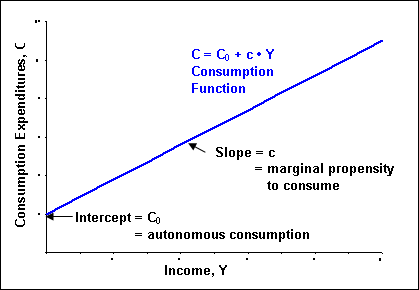 C = C₀ + c • Y
Consumption
Function
Consumption Expenditures, C
Slope = c
= marginal propensity
to consume
Intercept = C₀
= autonomous consumption
Income, Y